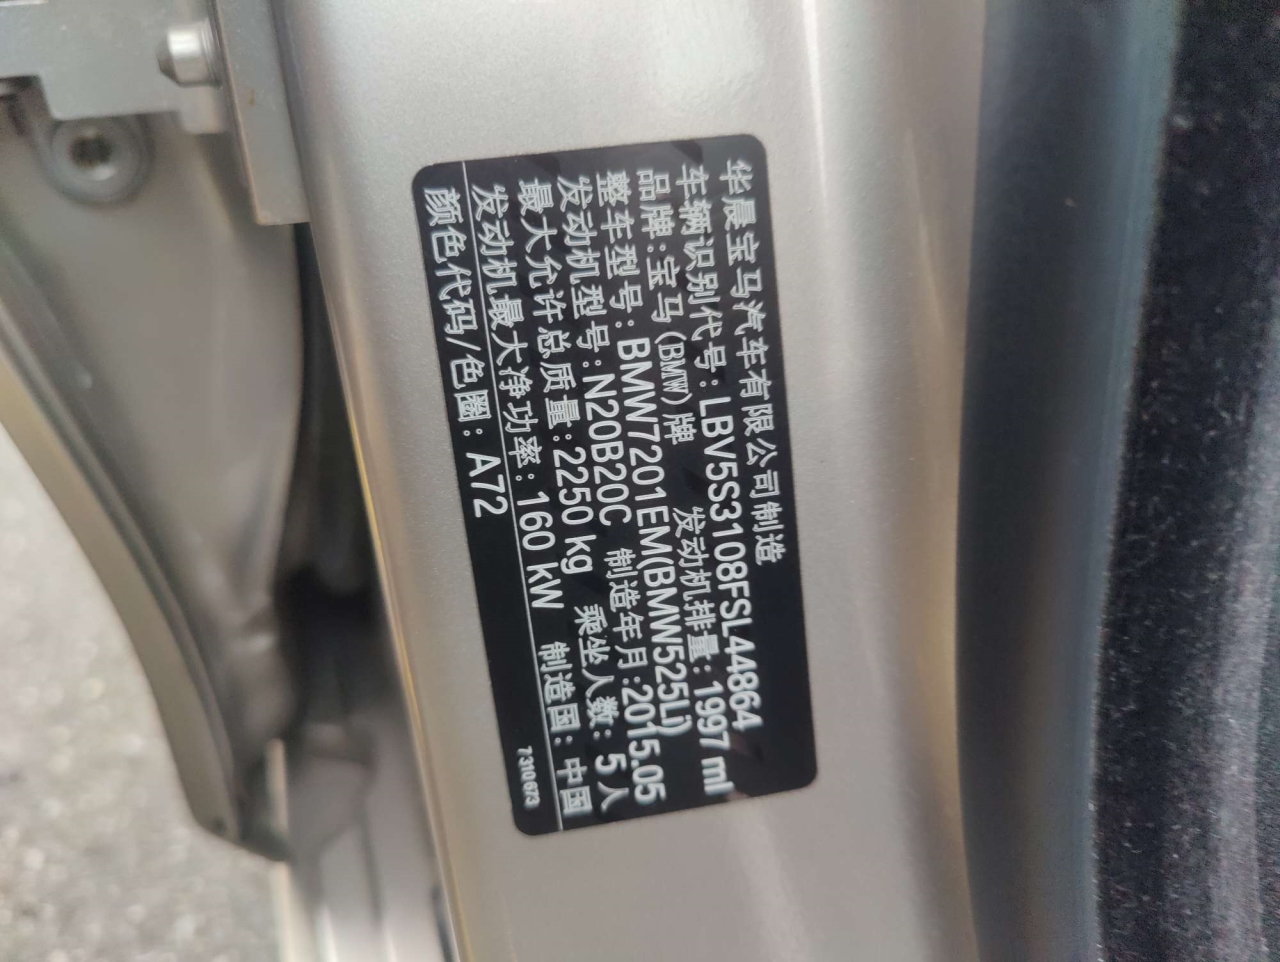 华晨宝马汽车有限公司制造
车辆识别代号：LBV5S3108FSL44864
品牌：宝马(BMW)牌 发动机排量：1997 ml
整车型号：BMW7201EM(BMW525Li)
发动机型号：N20B20C 制造年月：2015.05
最大允许总质量：2250 kg 乘坐人数：5人
发动机最大净功率：160 kW 制造国：中国
颜色代码/色圈：A72
7310673